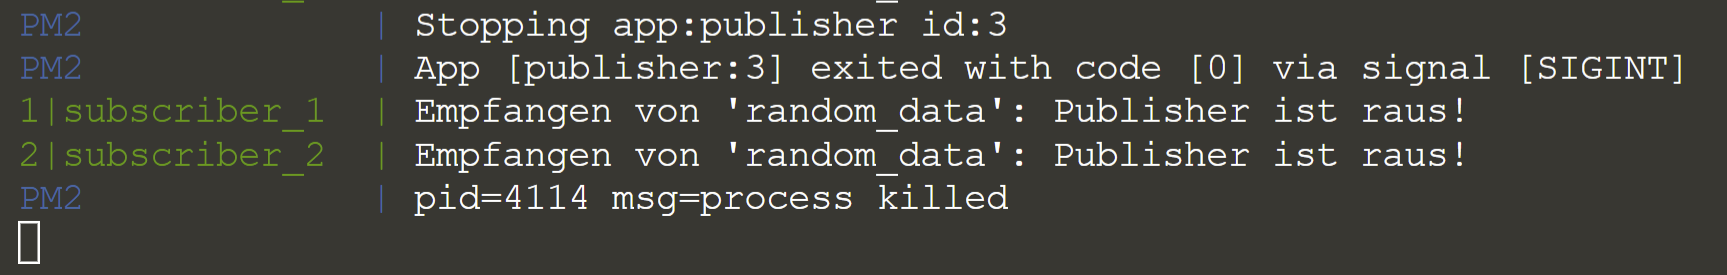 PM2 | Stopping app:publisher id:3
PM2 | App [publisher:3] exited with code [0] via signal [SIGINT]
1|subscriber_1 | Empfangen von 'random_data': Publisher ist raus!
2|subscriber_2 | Empfangen von 'random_data': Publisher ist raus!
PM2 | pid=4114 msg=process killed